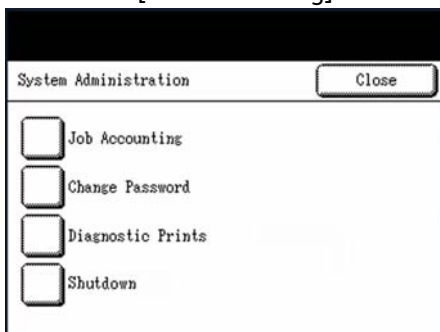 System Administration
Close
Job Accounting
Change Password
Diagnostic Prints
Shutdown